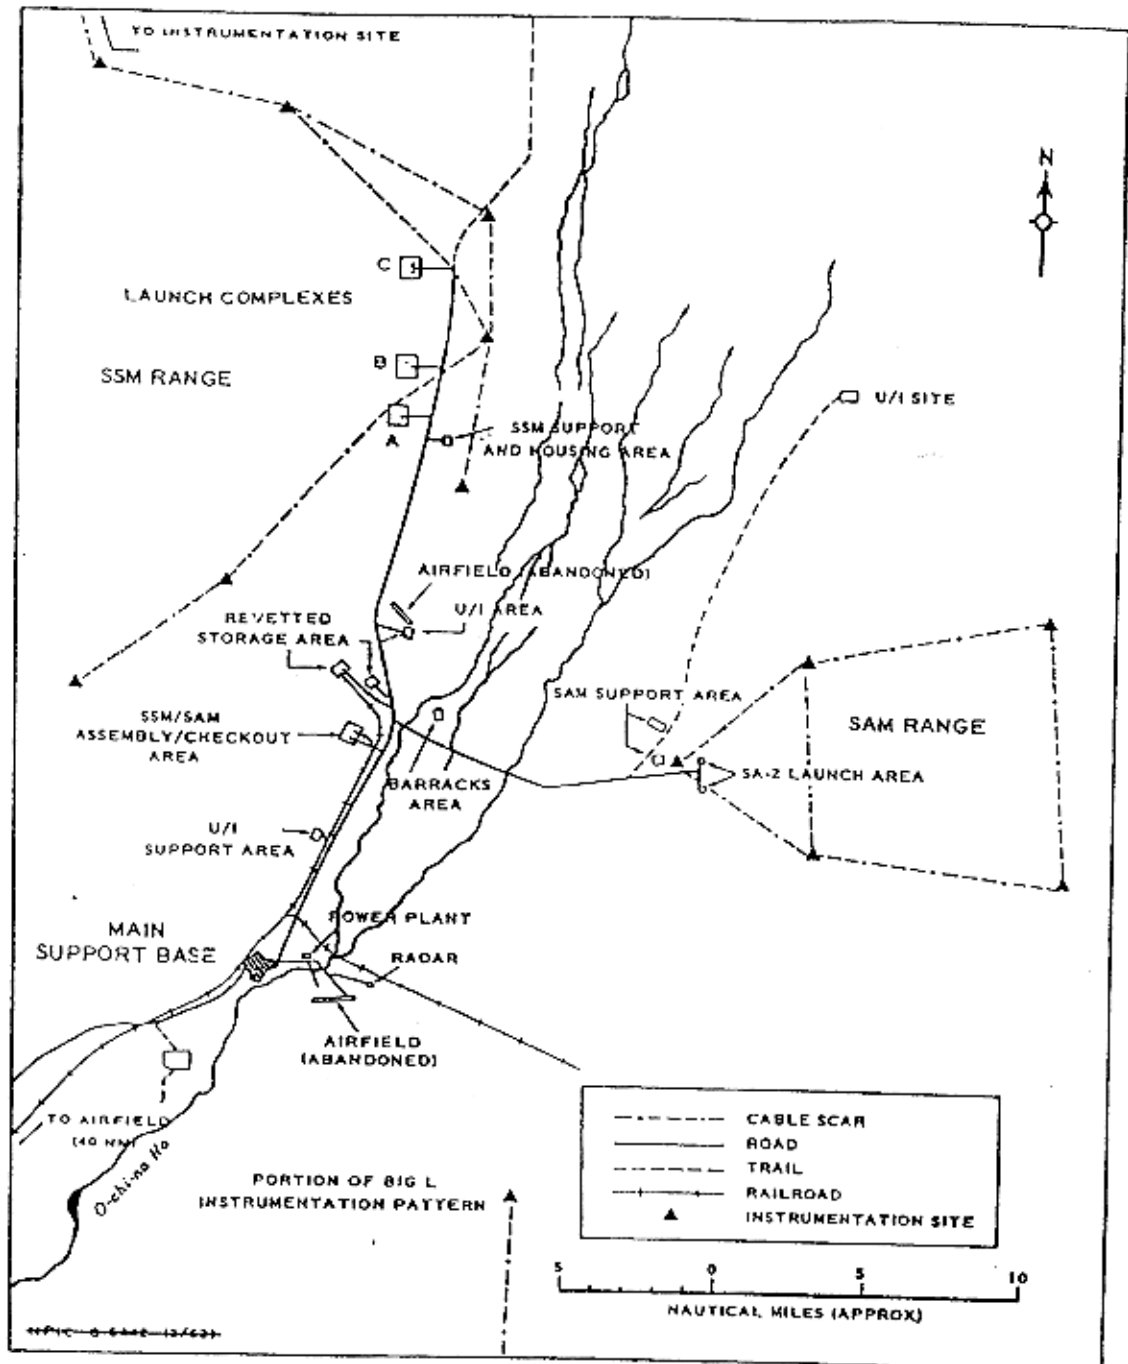 TO INSTRUMENTATION SITE
N
C
LAUNCH COMPLEXES
B
SSM RANGE
U/I SITE
A
SSM SUPPORT
AND HOUSING AREA
AIRFIELD (ABANDONED)
U/I AREA
REVETTED
STORAGE AREA
SAM SUPPORT AREA
SSM/SAM
ASSEMBLY/CHECKOUT
AREA
SAM RANGE
SA-2 LAUNCH AREA
BARRACKS
AREA
U/I
SUPPORT AREA
POWER PLANT
MAIN
SUPPORT BASE
RADAR
AIRFIELD
(ABANDONED)
TO AIRFIELD
(40 NM)
O-chi-na Ho
CABLE SCAR
ROAD
TRAIL
RAILROAD
INSTRUMENTATION SITE
PORTION OF BIG L
INSTRUMENTATION PATTERN
5 0 5 10
NAUTICAL MILES (APPROX)
NPIC